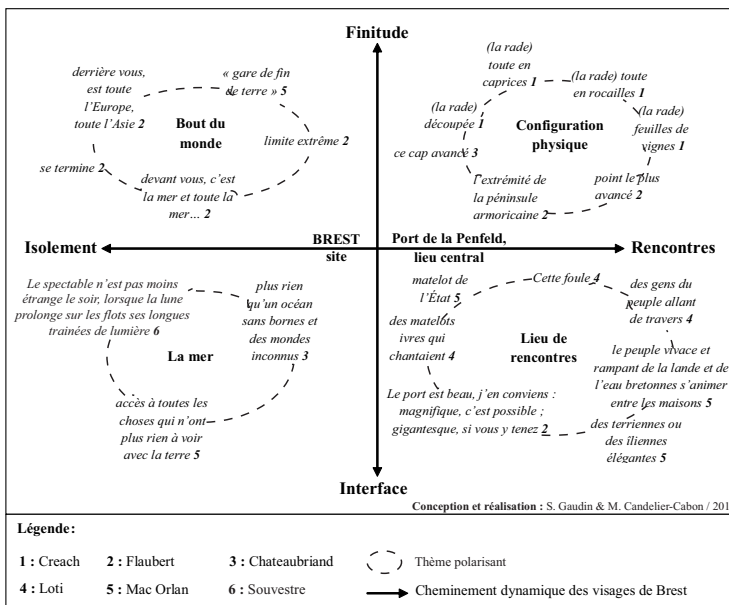 Finitude
derrière vous,
est toute
l'Europe,
toute l'Asie 2
« gare de fin
de terre » 5
Bout du
monde
limite extrême 2
se termine 2
devant vous, c'est
la mer et toute la
mer… 2
(la rade)
toute en
caprices 1
(la rade) toute
en rocailles 1
(la rade)
découpée 1
(la rade)
feuilles de
vignes 1
Configuration
physique
ce cap avancé 3
l'extrémité de
la péninsule
armoricaine 2
point le plus
avancé 2
Isolement
BREST
site
Port de la Penfeld,
lieu central
Rencontres
Le spectable n'est pas moins
étrange le soir, lorsque la lune
prolonge sur les flots ses longues
trainées de lumière 6
plus rien
qu'un océan
sans bornes et
des mondes
inconnus 3
La mer
accès à toutes les
choses qui n'ont
plus rien à voir
avec la terre 5
matelot de
l'État 5
Cette foule 4
des gens du
peuple allant
de travers 4
des matelots
ivres qui
chantaient 4
Lieu de
rencontres
le peuple vivace et
rampant de la lande et de
l'eau bretonnes s'animer
entre les maisons 5
Le port est beau, j'en conviens :
magnifique, c'est possible ;
gigantesque, si vous y tenez 2
des terriennes ou
des îliennes
élégantes 5
Interface
Conception et réalisation : S. Gaudin & M. Candelier-Cabon / 201
Légende:
1 : Creach 2 : Flaubert 3 : Chateaubriand Thème polarisant
4 : Loti 5 : Mac Orlan 6 : Souvestre Cheminement dynamique des visages de Brest